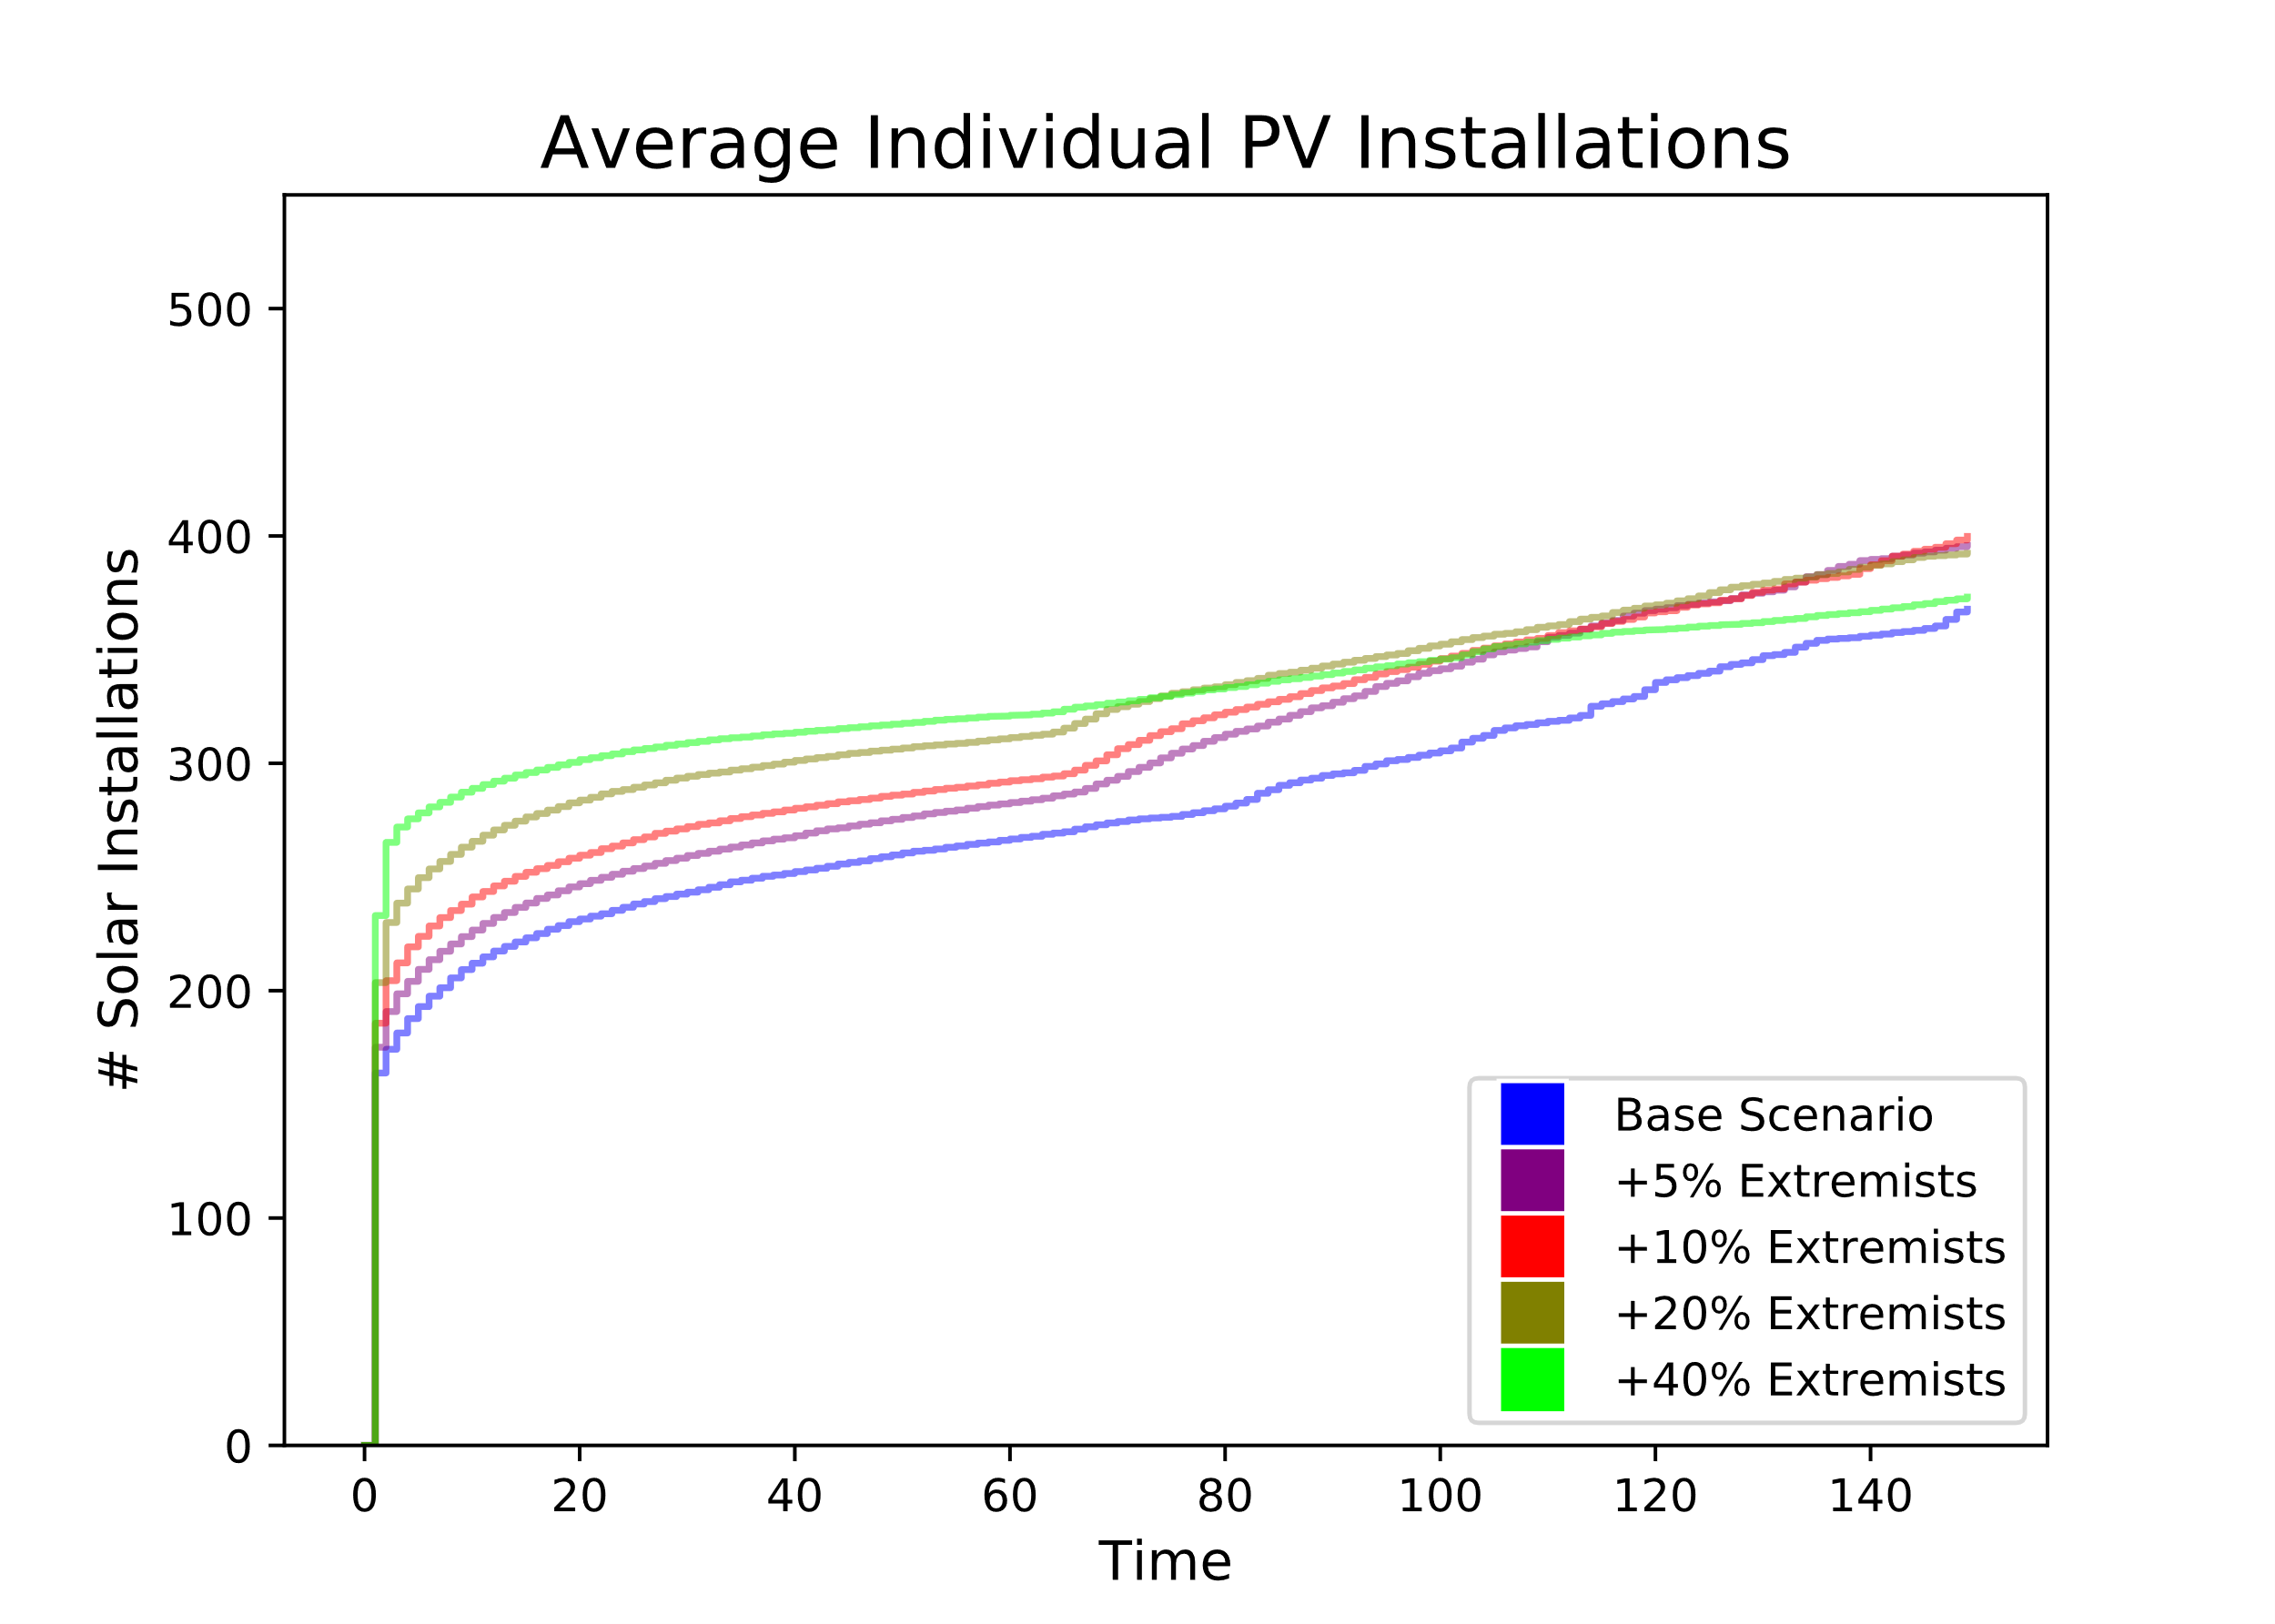 Average Individual PV Installations
# Solar Installations
500
400
300
200
100
0
0 20 40 60 80 100 120 140
Time
Base Scenario
+5% Extremists
+10% Extremists
+20% Extremists
+40% Extremists